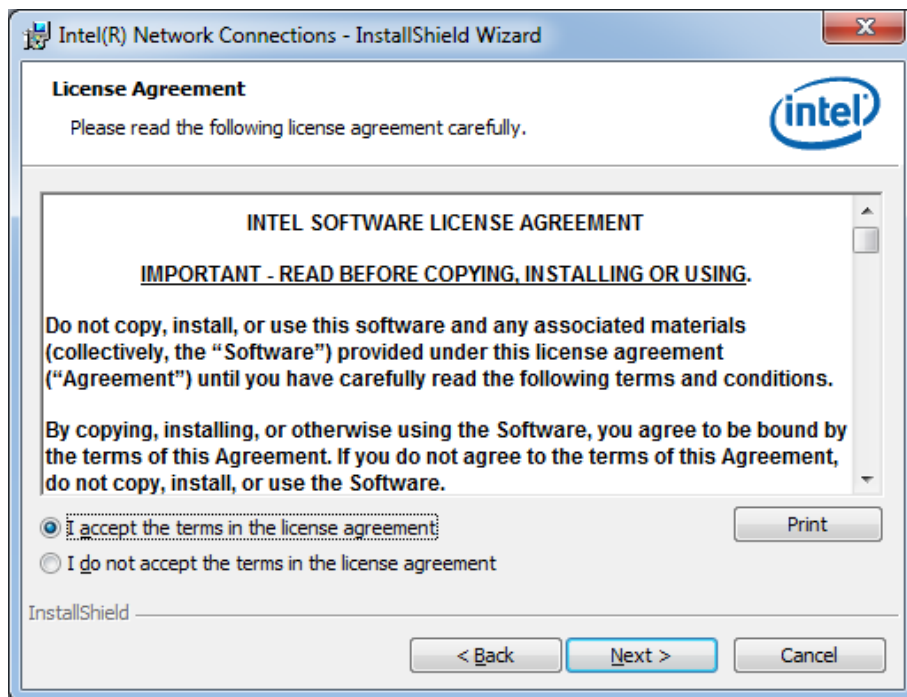 Intel(R) Network Connections - InstallShield Wizard
License Agreement
Please read the following license agreement carefully.
intel
INTEL SOFTWARE LICENSE AGREEMENT
IMPORTANT - READ BEFORE COPYING, INSTALLING OR USING.
Do not copy, install, or use this software and any associated materials
(collectively, the “Software”) provided under this license agreement
(“Agreement”) until you have carefully read the following terms and conditions.
By copying, installing, or otherwise using the Software, you agree to be bound by
the terms of this Agreement. If you do not agree to the terms of this Agreement,
do not copy, install, or use the Software.
I accept the terms in the license agreement
Print
I do not accept the terms in the license agreement
InstallShield
< Back
Next >
Cancel